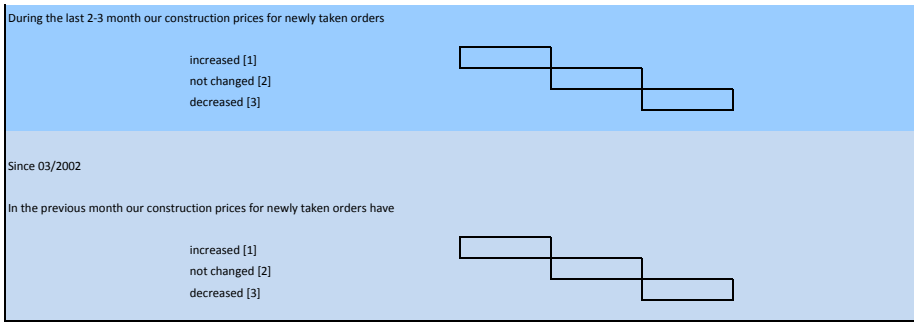 During the last 2-3 month our construction prices for newly taken orders
increased [1]
not changed [2]
decreased [3]
Since 03/2002
In the previous month our construction prices for newly taken orders have
increased [1]
not changed [2]
decreased [3]